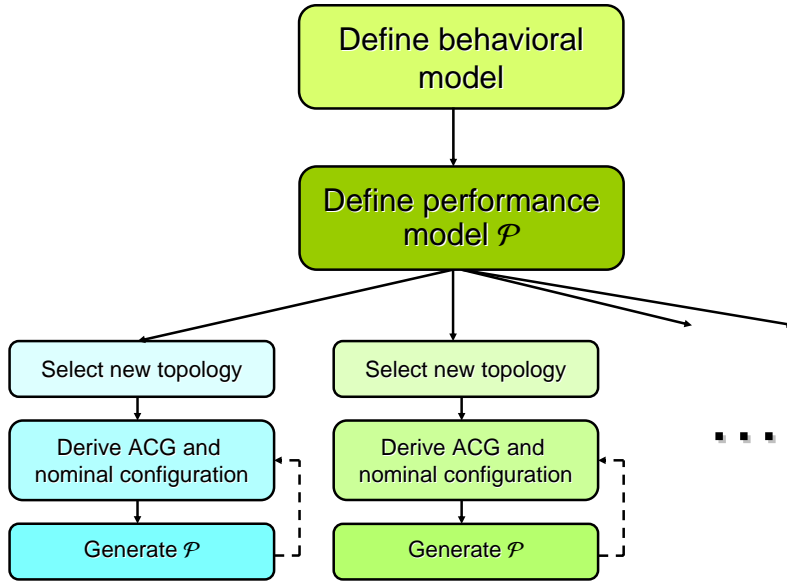 Define behavioral
model
Define performance
model 𝒫
Select new topology
Select new topology
Derive ACG and
nominal configuration
Derive ACG and
nominal configuration
...
Generate 𝒫
Generate 𝒫